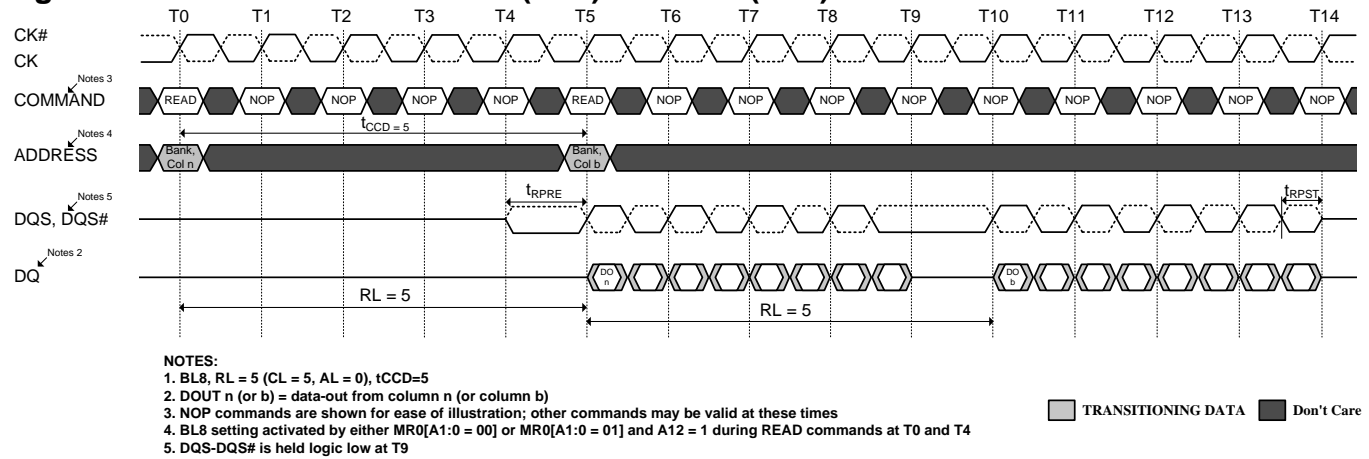 T0 T1 T2 T3 T4 T5 T6 T7 T8 T9 T10 T11 T12 T13 T14
CK#
CK
Notes 3
COMMAND
READ NOP NOP NOP NOP READ NOP NOP NOP NOP NOP NOP NOP NOP NOP
tCCD = 5
Notes 4
ADDRESS
Bank, Col n
Bank, Col b
Notes 5
tRPRE
tRPST
DQS, DQS#
Notes 2
DQ
DO n
DO b
RL = 5
RL = 5
NOTES:
1. BL8, RL = 5 (CL = 5, AL = 0), tCCD=5
2. DOUT n (or b) = data-out from column n (or column b)
3. NOP commands are shown for ease of illustration; other commands may be valid at these times
4. BL8 setting activated by either MR0[A1:0 = 00] or MR0[A1:0 = 01] and A12 = 1 during READ commands at T0 and T4
5. DQS-DQS# is held logic low at T9
TRANSITIONING DATA
Don't Care